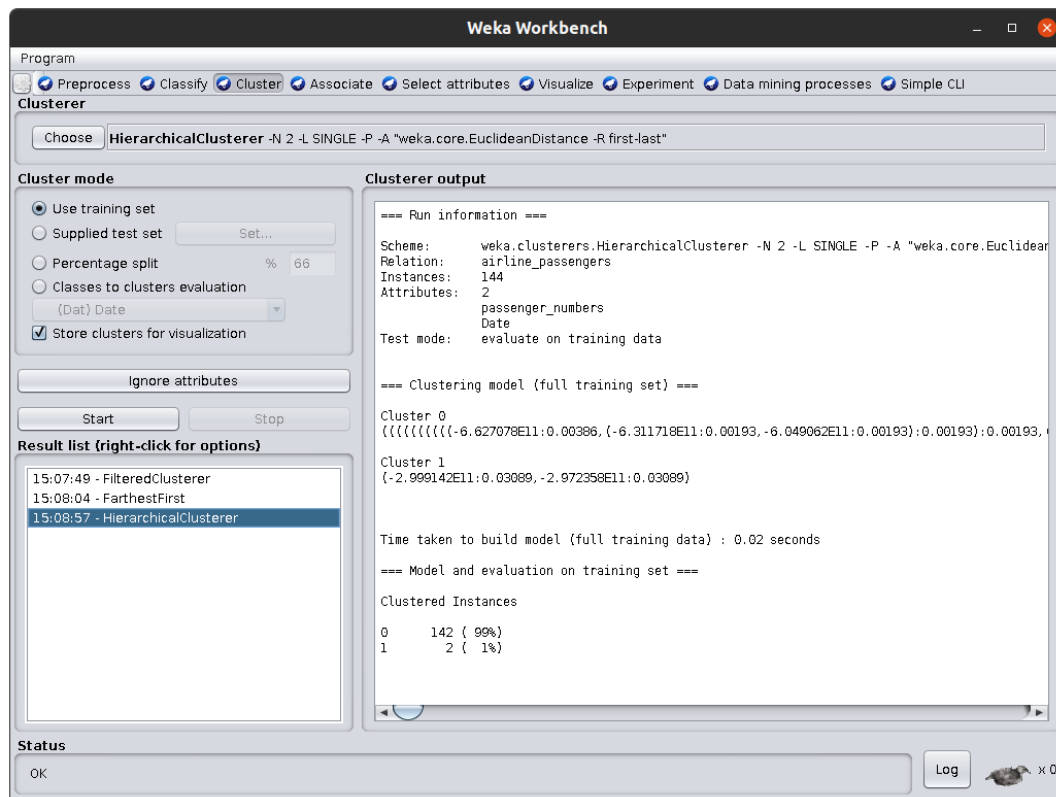 Weka Workbench
Program
Preprocess Classify Cluster Associate Select attributes Visualize Experiment Data mining processes Simple CLI
Clusterer
Choose HierarchicalClusterer -N 2 -L SINGLE -P -A "weka.core.EuclideanDistance -R first-last"
Cluster mode
Use training set
Supplied test set Set...
Percentage split % 66
Classes to clusters evaluation
(Dat) Date
Store clusters for visualization
Ignore attributes
Start Stop
Result list (right-click for options)
15:07:49 - FilteredClusterer
15:08:04 - FarthestFirst
15:08:57 - HierarchicalClusterer
Clusterer output
=== Run information ===
Scheme: weka.clusterers.HierarchicalClusterer -N 2 -L SINGLE -P -A "weka.core.Euclidean
Relation: airline_passengers
Instances: 144
Attributes: 2
passenger_numbers
Date
Test mode: evaluate on training data
=== Clustering model (full training set) ===
Cluster 0
((((((((((-6.627078E11:0.00386,(-6.311718E11:0.00193,-6.049062E11:0.00193):0.00193):0.00193,
Cluster 1
(-2.999142E11:0.03089,-2.972358E11:0.03089)
Time taken to build model (full training data) : 0.02 seconds
=== Model and evaluation on training set ===
Clustered Instances
0 142 ( 99%)
1 2 ( 1%)
Status
OK
Log
x 0